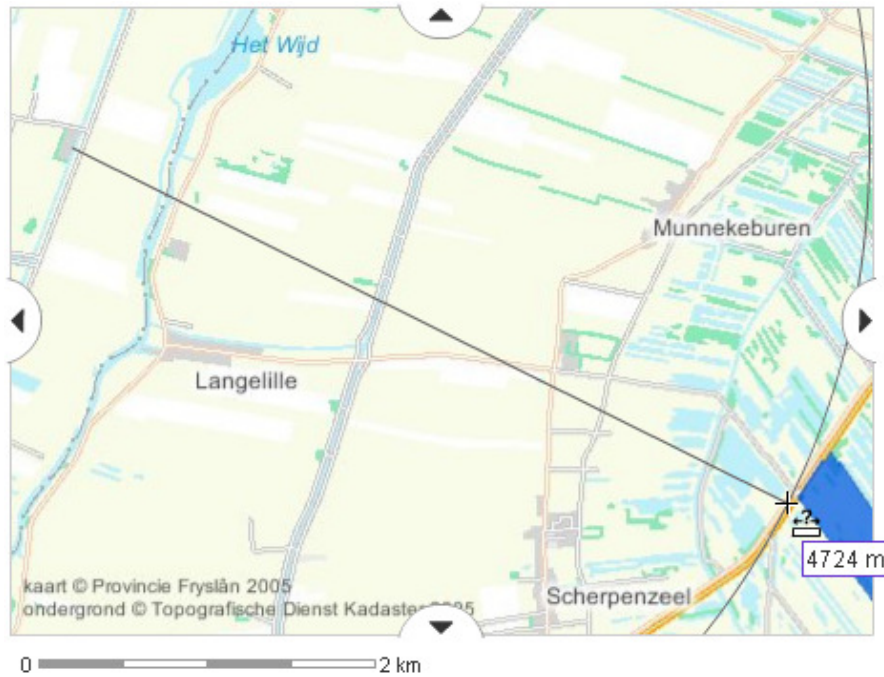 Het Wijd
Munnekeburen
Langelille
?
4724 m
kaart © Provincie Fryslân 2005
ondergrond © Topografische Dienst Kadaster 2005
Scherpenzeel
0 2 km